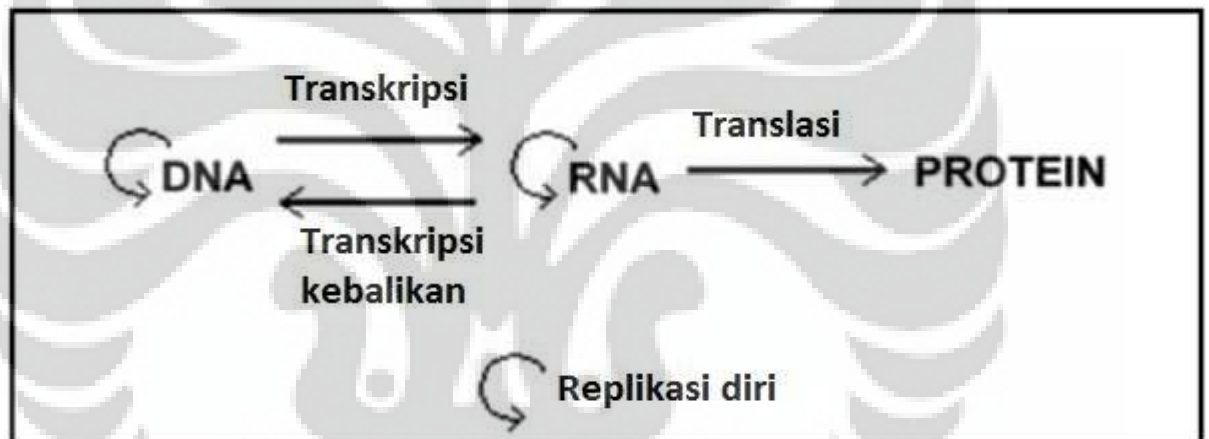 Transkripsi
Translasi
DNA
RNA
PROTEIN
Transkripsi
kebalikan
Replikasi diri